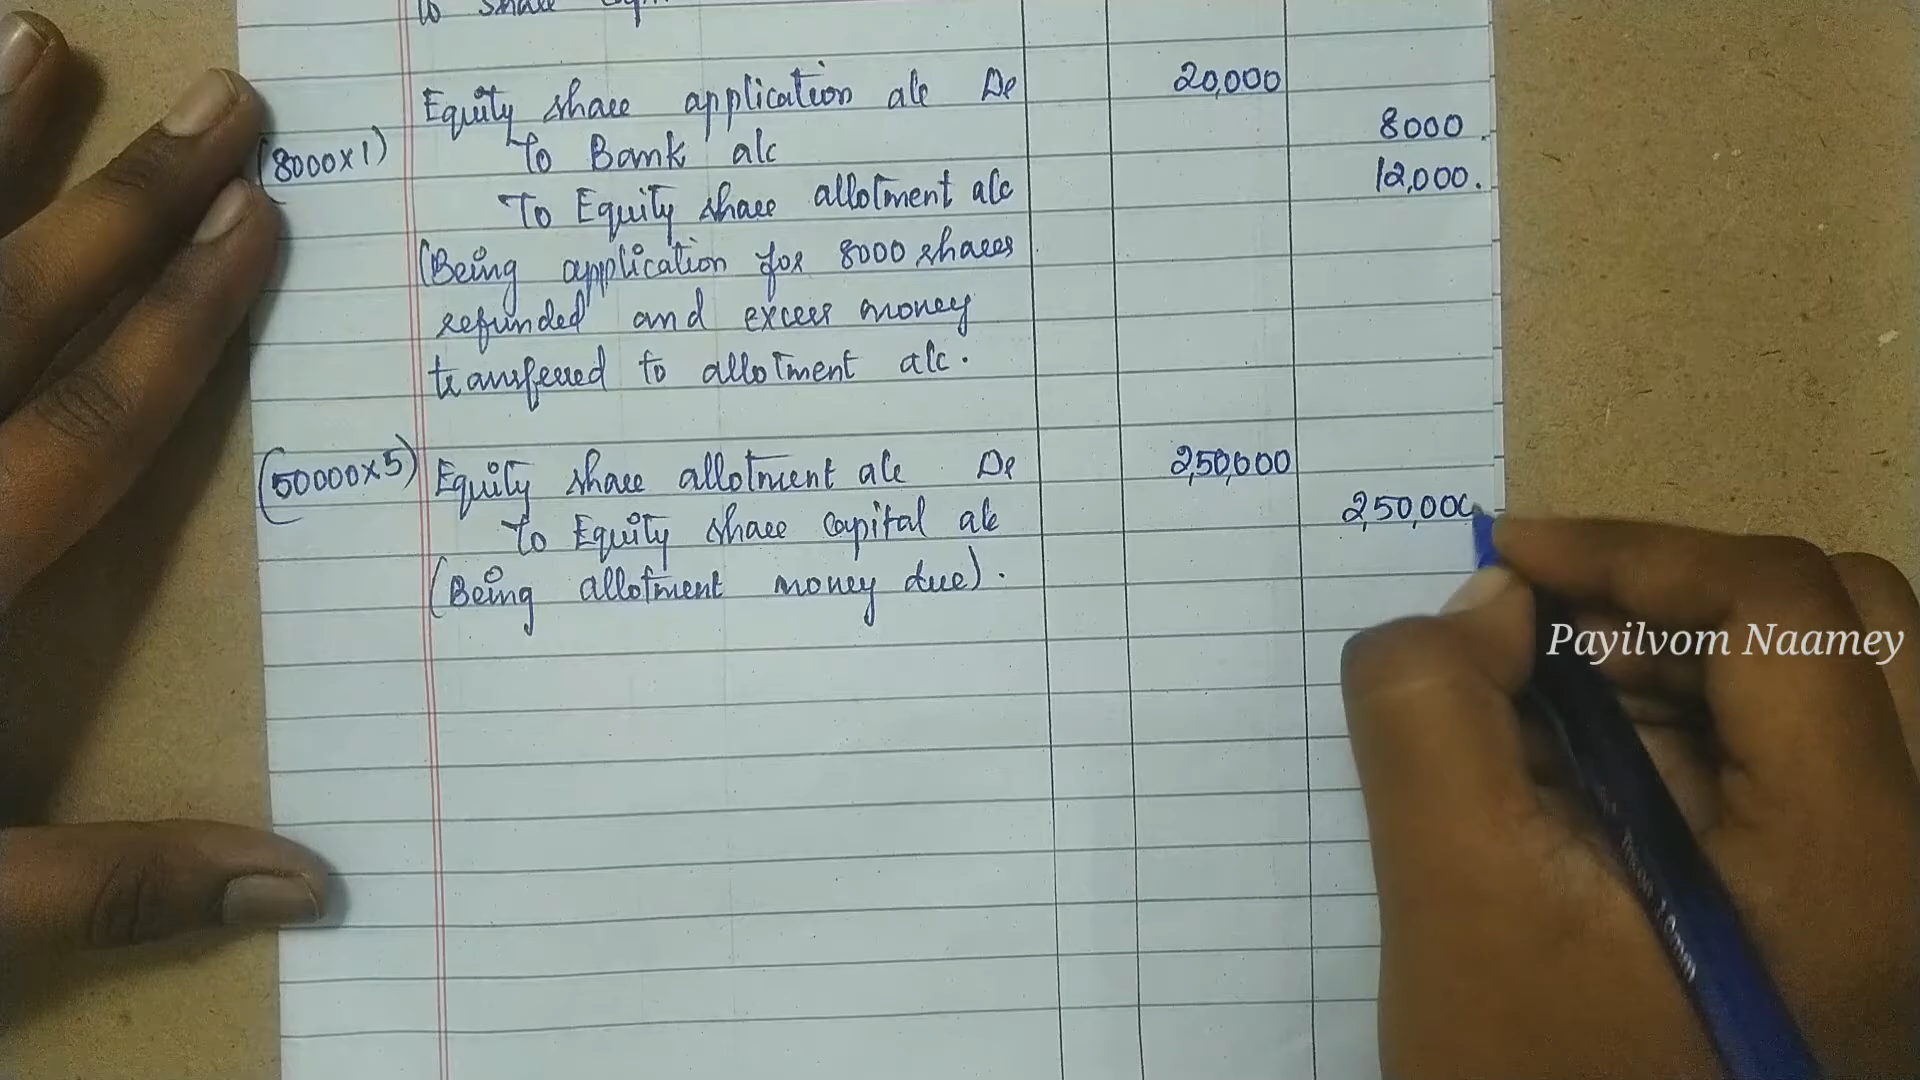 To share
Equity share application a/c Dr 20,000
(8000x1) To Bank a/c 8000.
To Equity share allotment a/c 12,000.
(Being application for 8000 shares
refunded and excess money
transferred to allotment a/c.
(50000x5) Equity share allotment a/c Dr 2,50,000
To Equity share capital a/c 2,50,000
(Being allotment money due).
Payilvom Naamey